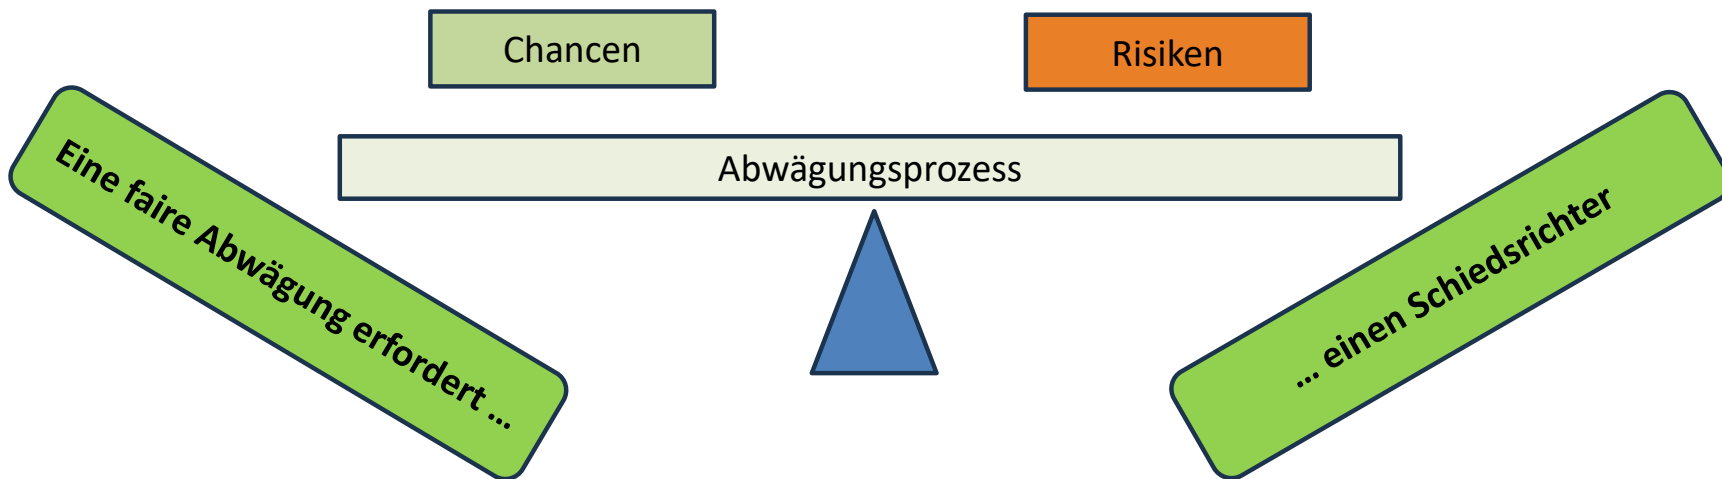 Chancen
Risiken
Abwägungsprozess
Eine faire Abwägung erfordert ...
... einen Schiedsrichter